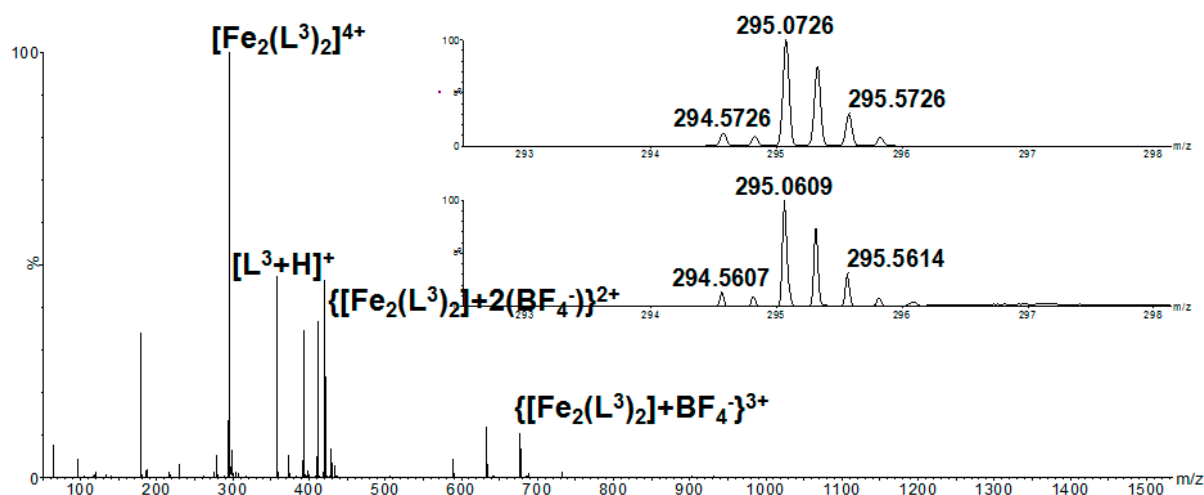 [Fe₂(L³)₂]⁴⁺
100
%
0
[L³+H]⁺
{[Fe₂(L³)₂]+2(BF₄⁻)}²⁺
{[Fe₂(L³)₂]+BF₄⁻}³⁺
100 200 300 400 500 600 700 800 900 1000 1100 1200 1300 1400 1500 m/z
295.0726
100
294.5726
295.5726
0
293 294 295 296 297 298 m/z
295.0609
100
294.5607
295.5614
0
293 294 295 296 297 298 m/z